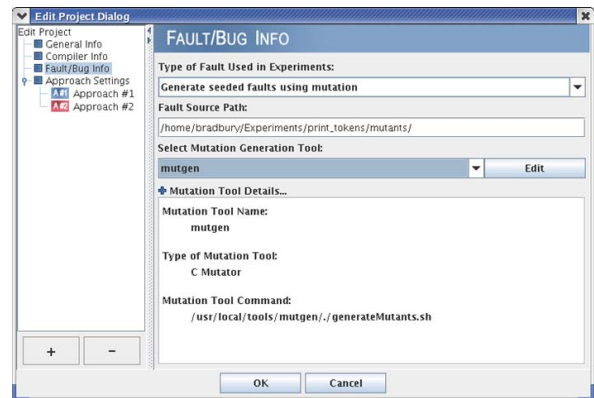 Edit Project Dialog
Edit Project
General Info
Compiler Info
Fault/Bug Info
Approach Settings
A #1 Approach #1
A #2 Approach #2
+ -
FAULT/BUG INFO
Type of Fault Used in Experiments:
Generate seeded faults using mutation
Fault Source Path:
/home/bradbury/Experiments/print_tokens/mutants/
Select Mutation Generation Tool:
mutgen Edit
Mutation Tool Details...
Mutation Tool Name:
mutgen
Type of Mutation Tool:
C Mutator
Mutation Tool Command:
/usr/local/tools/mutgen/./generateMutants.sh
OK Cancel